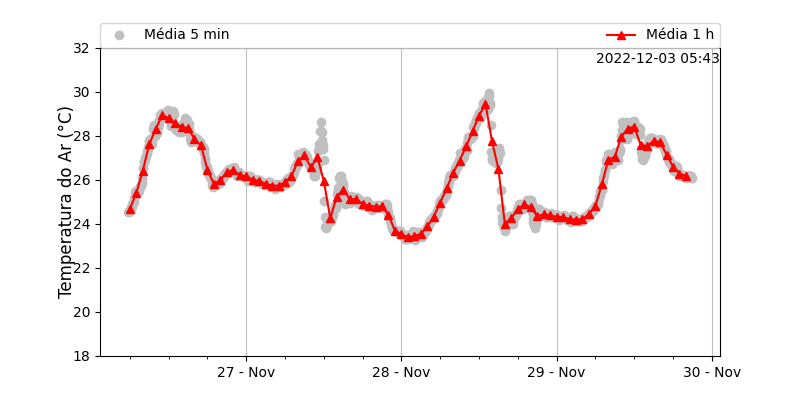 Média 5 min
Média 1 h
2022-12-03 05:43
Temperatura do Ar (°C)
32
30
28
26
24
22
20
18
27 - Nov
28 - Nov
29 - Nov
30 - Nov